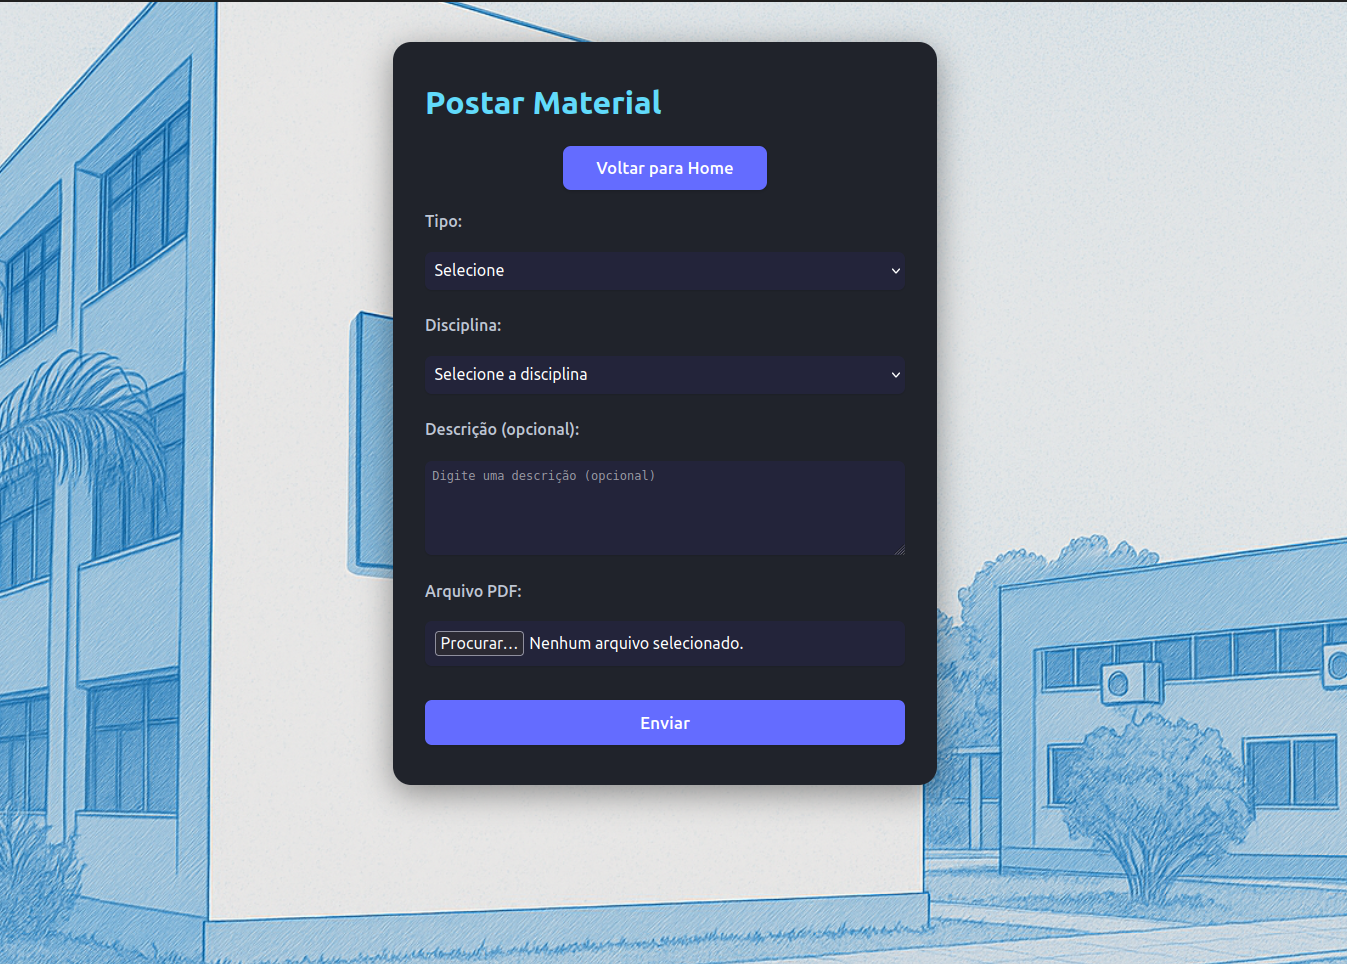 Postar Material
Voltar para Home
Tipo:
Selecione
Disciplina:
Selecione a disciplina
Descrição (opcional):
Digite uma descrição (opcional)
Arquivo PDF:
Procurar... Nenhum arquivo selecionado.
Enviar